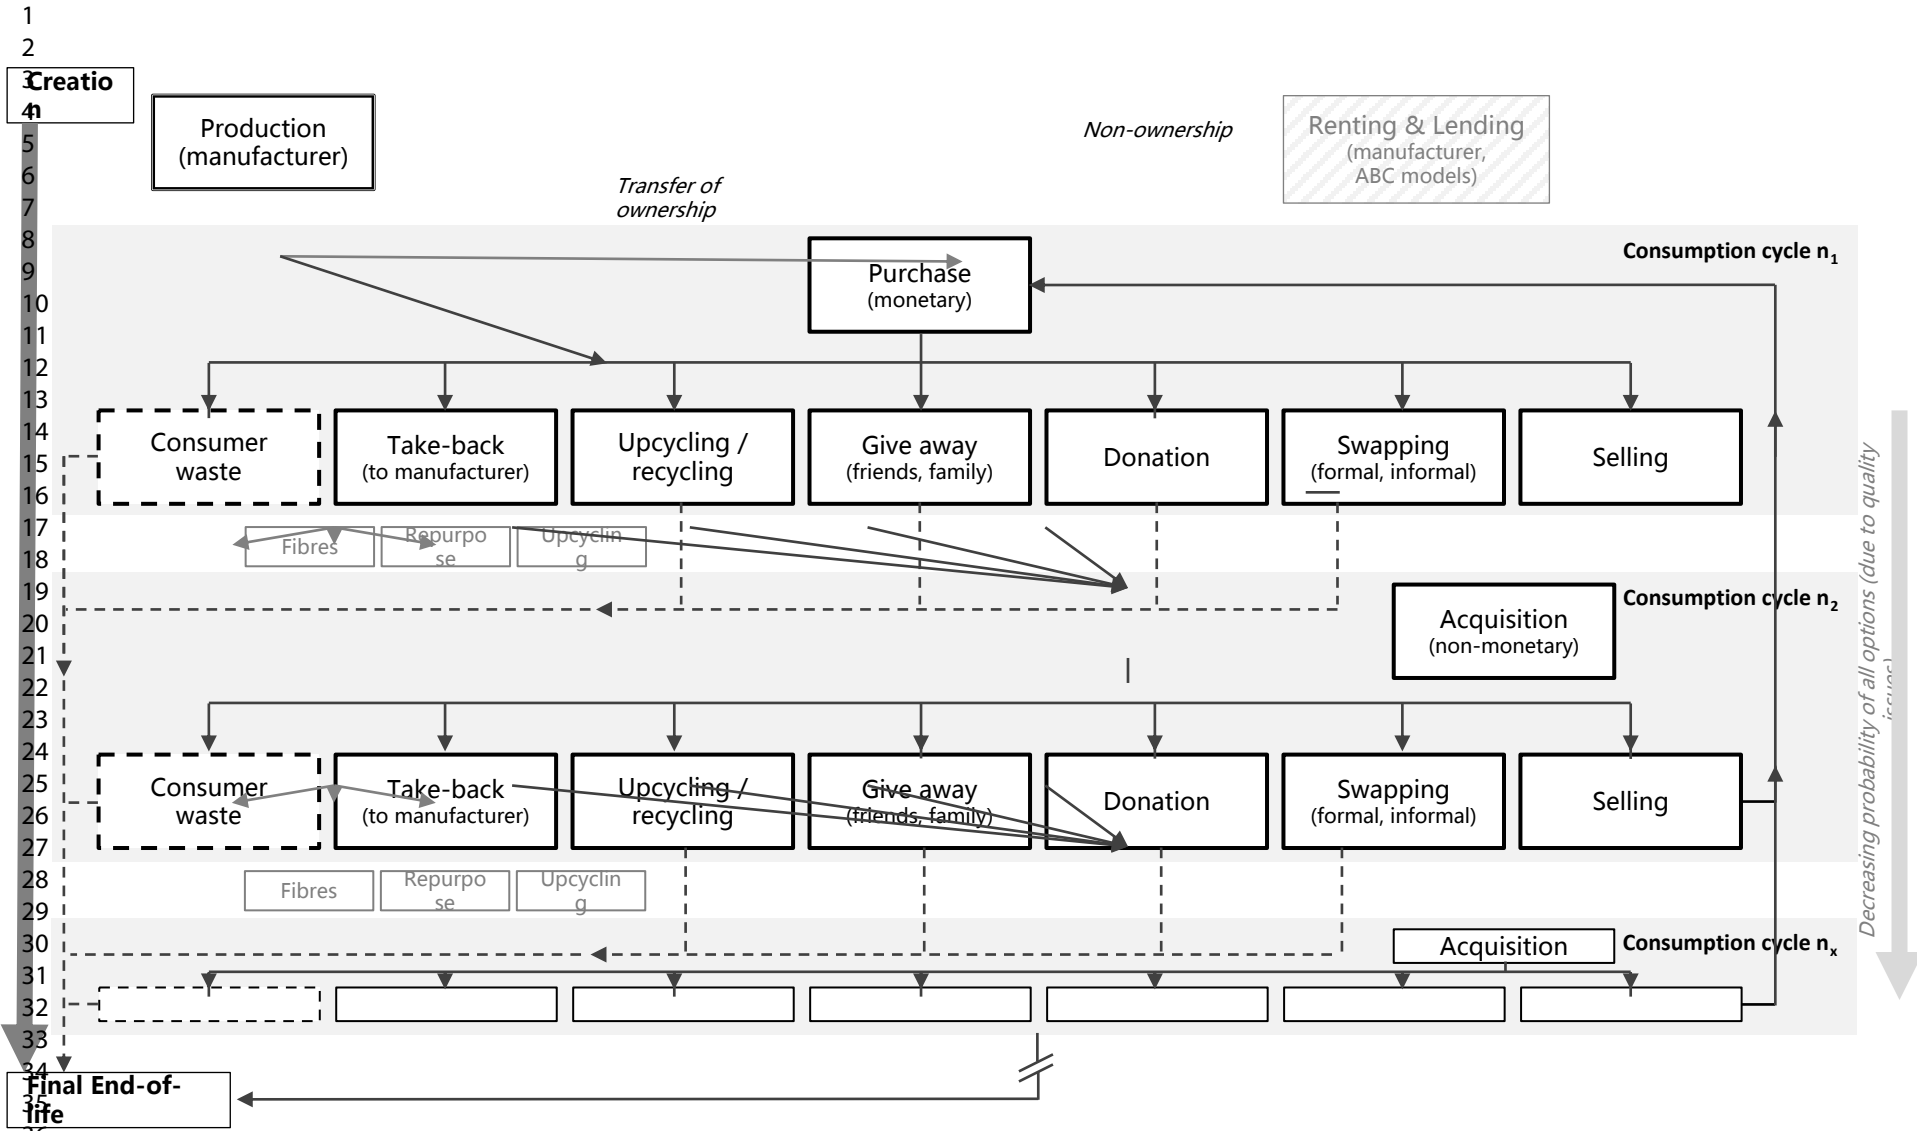 1
2
3
Creatio
n
4
Production
(manufacturer)
5
6
7
Non-ownership
Renting & Lending
(manufacturer,
ABC models)
Transfer of
ownership
8
9
10
11
12
13
14
15
16
Purchase
(monetary)
Consumption cycle n1
Consumer
waste
Take-back
(to manufacturer)
Upcycling /
recycling
Give away
(friends, family)
Donation
Swapping
(formal, informal)
Selling
17
18
Fibres
Repurpo
se
Upcyclin
g
19
20
21
22
23
24
25
26
27
Acquisition
(non-monetary)
Consumption cycle n2
Consumer
waste
Take-back
(to manufacturer)
Upcycling /
recycling
Give away
(friends, family)
Donation
Swapping
(formal, informal)
Selling
28
29
Fibres
Repurpo
se
Upcyclin
g
30
31
32
33
Acquisition
Consumption cycle nx
Decreasing probability of all options (due to quality
issues)
34
Final End-of-
35
life